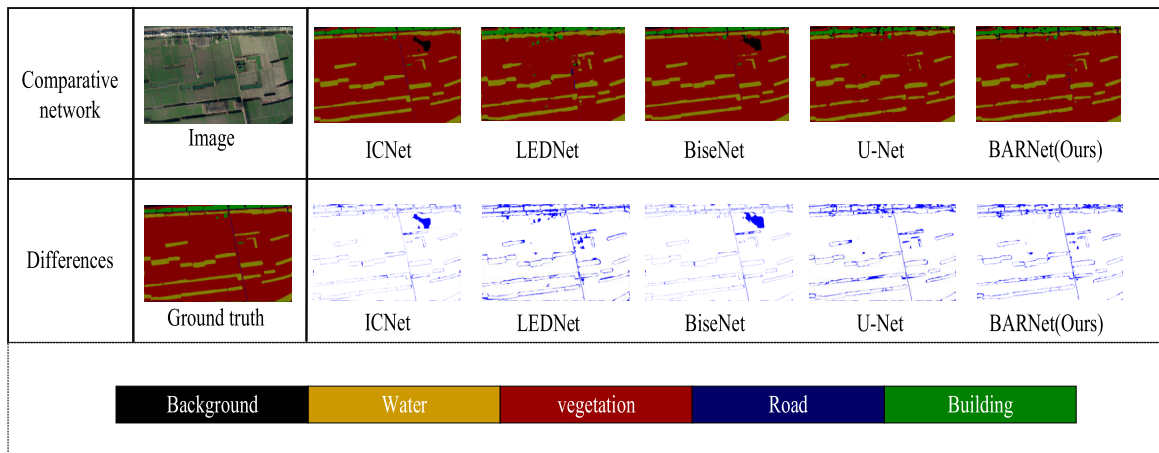 Comparative
network
Image
ICNet
LEDNet
BiseNet
U-Net
BARNet(Ours)
Differences
Ground truth
ICNet
LEDNet
BiseNet
U-Net
BARNet(Ours)
Background
Water
vegetation
Road
Building